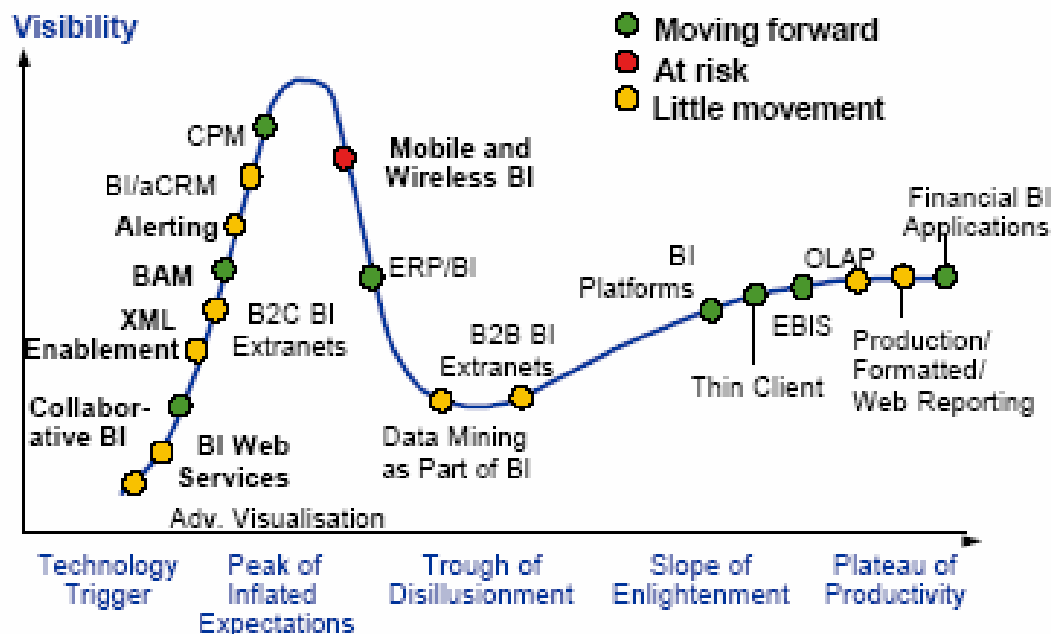 Visibility
Moving forward
At risk
Little movement
CPM
BI/aCRM
Alerting
BAM
XML
Enablement
B2C BI
Extranets
Collabor-
ative BI
BI Web
Services
Adv. Visualisation
Mobile and
Wireless BI
ERP/BI
B2B BI
Extranets
Data Mining
as Part of BI
BI
Platforms
Thin Client
EBIS
OLAP
Production/
Formatted/
Web Reporting
Financial BI
Applications
Technology
Trigger
Peak of
Inflated
Expectations
Trough of
Disillusionment
Slope of
Enlightenment
Plateau of
Productivity